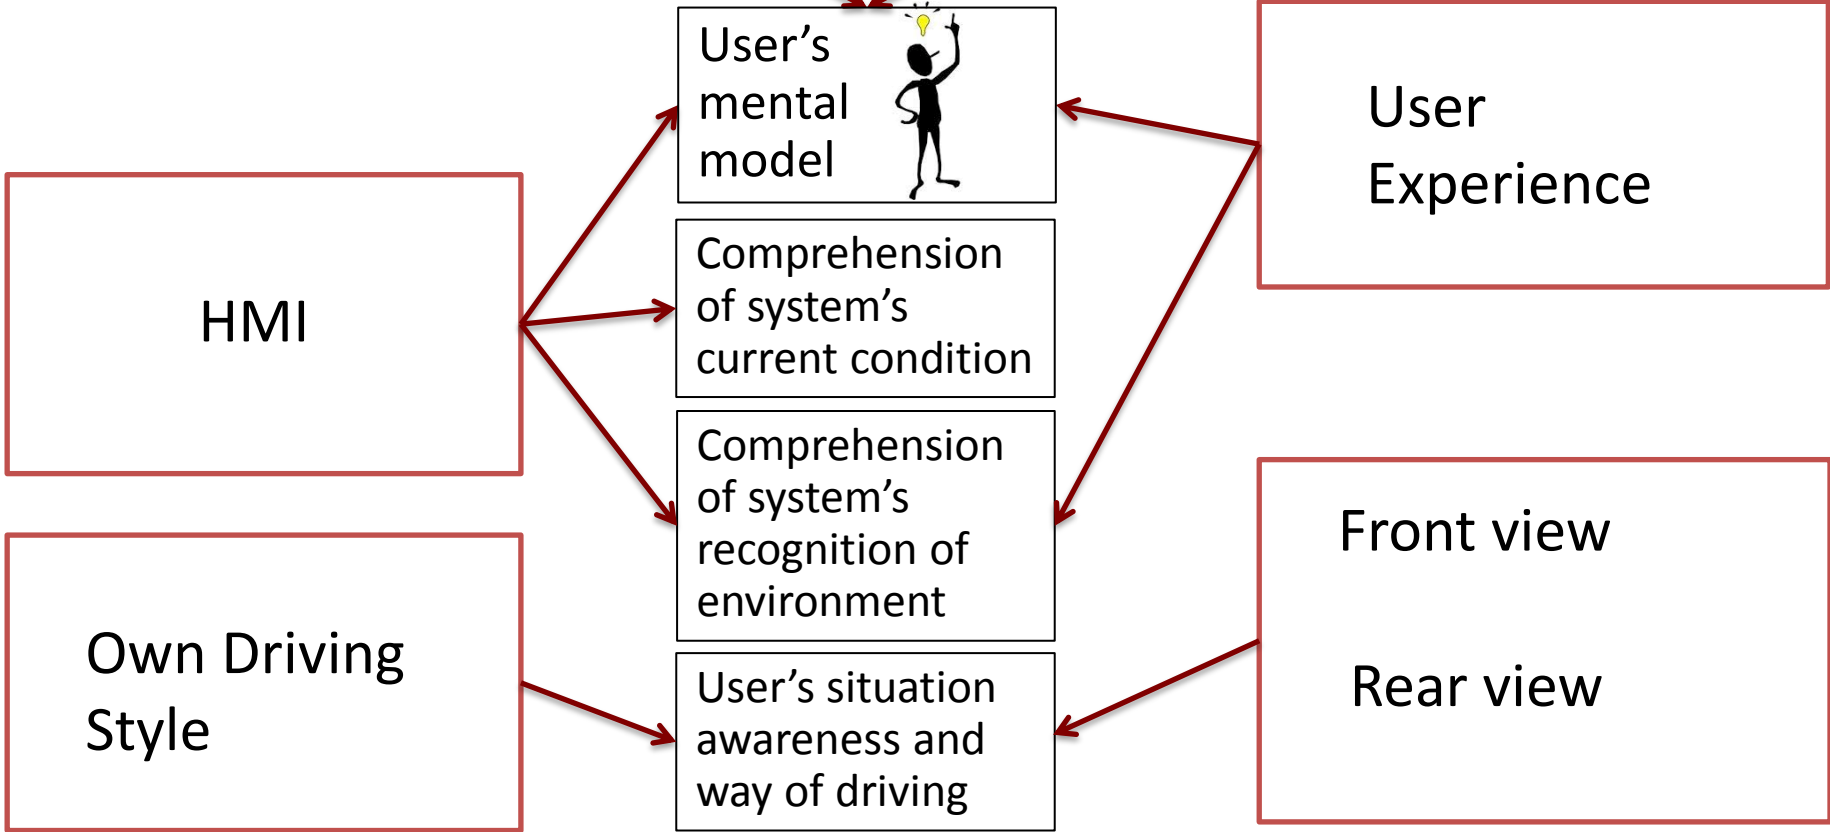 User’s
mental
model
User
Experience
HMI
Comprehension
of system’s
current condition
Comprehension
of system’s
recognition of
environment
Own Driving
Style
User’s situation
awareness and
way of driving
Front view
Rear view